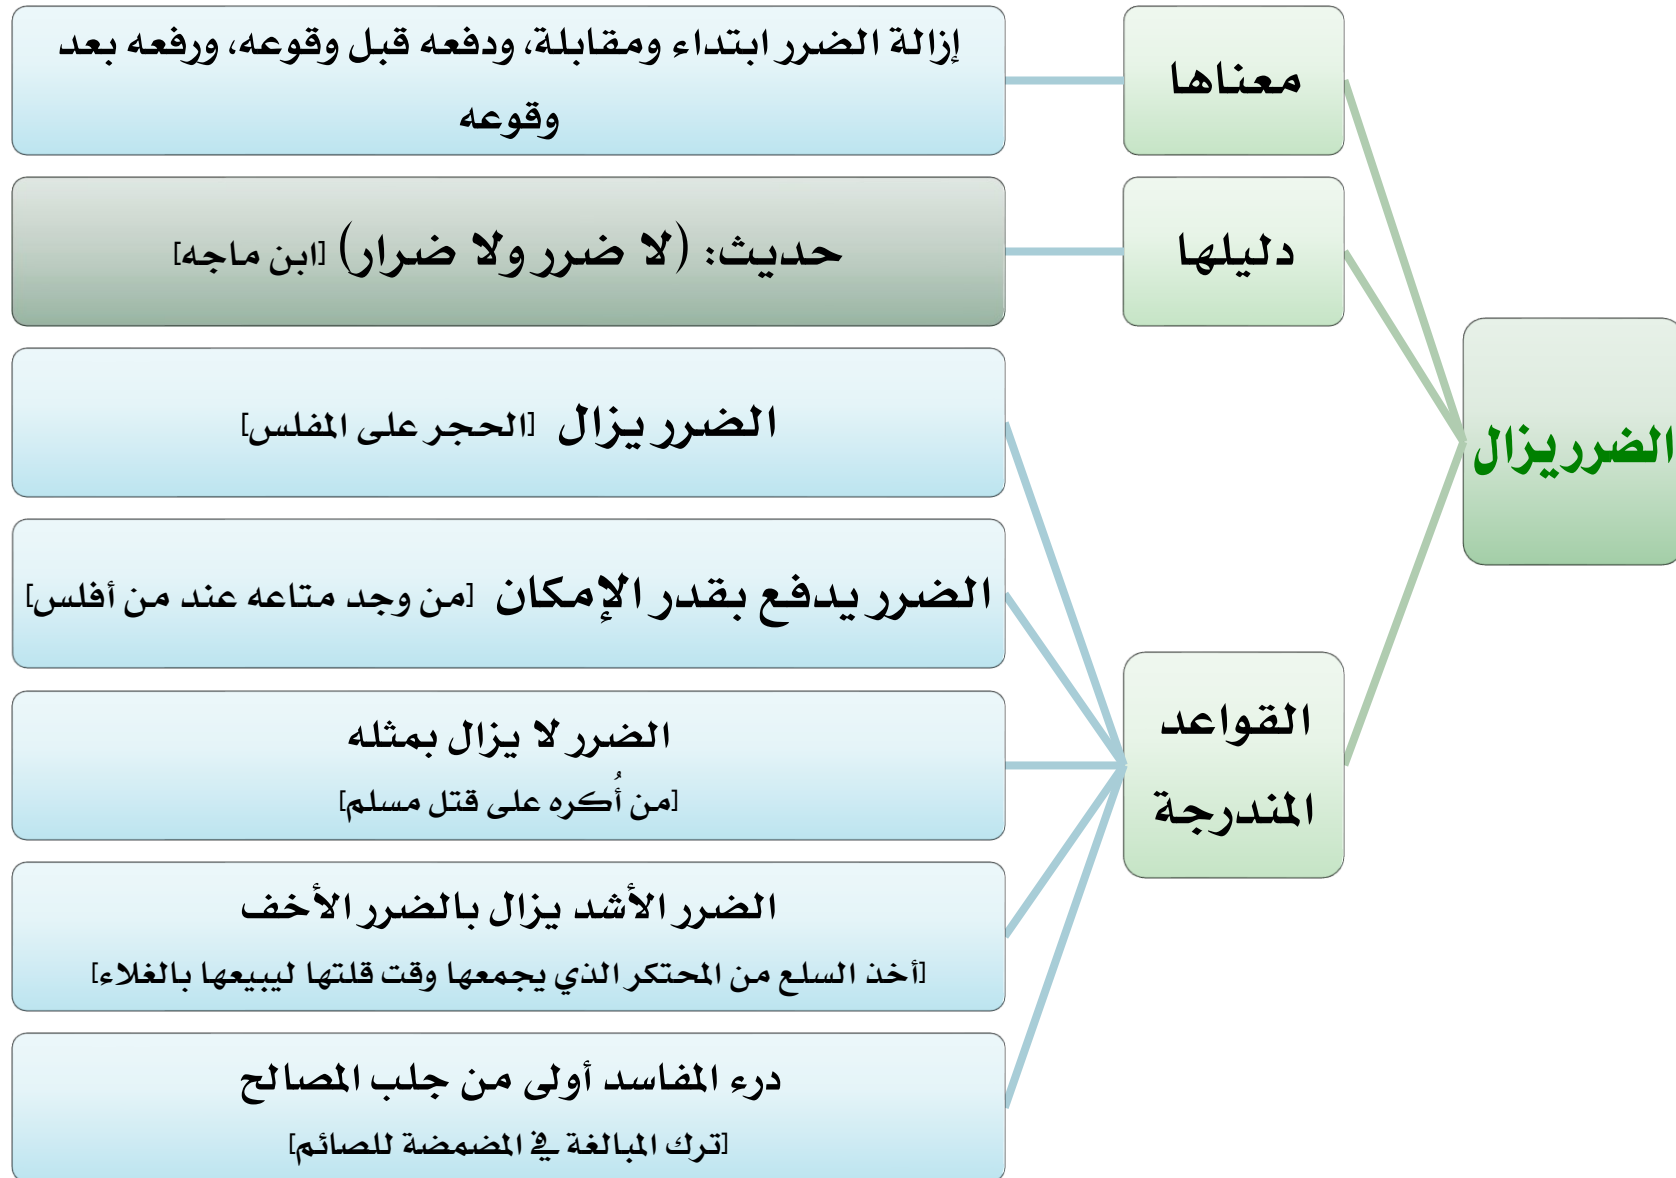 الضرر يزال
معناها
إزالة الضرر ابتداء ومقابلة، ودفعه قبل وقوعه، ورفعه بعد
وقوعه
دليلها
حديث: (لا ضرر ولا ضرار) [ابن ماجه]
القواعد
المندرجة
الضرر يزال [الحجر على المفلس]
الضرر يدفع بقدر الإمكان [من وجد متاعه عند من أفلس]
الضرر لا يزال بمثله
[من أُكره على قتل مسلم]
الضرر الأشد يزال بالضرر الأخف
[أخذ السلع من المحتكر الذي يجمعها وقت قلتها ليبيعها بالغلاء]
درء المفاسد أولى من جلب المصالح
[ترك المبالغة في المضمضة للصائم]